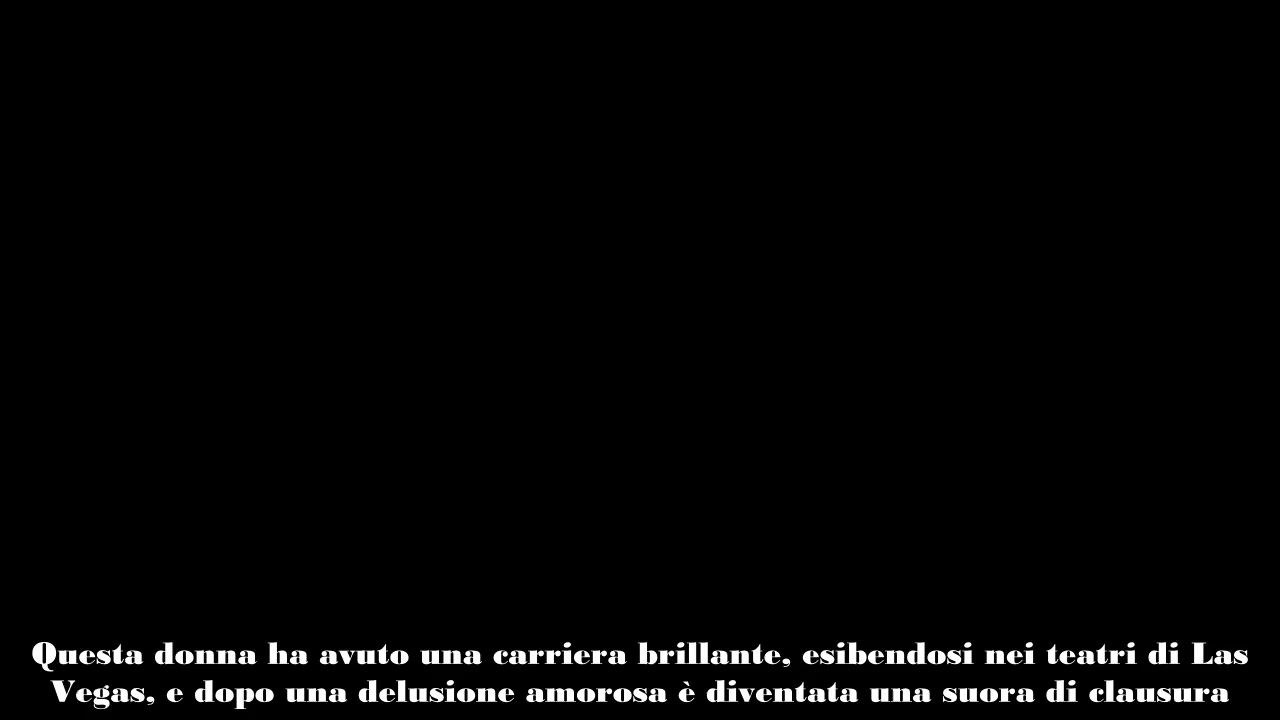 Questa donna ha avuto una carriera brillante, esibendosi nei teatri di Las
Vegas, e dopo una delusione amorosa è diventata una suora di clausura